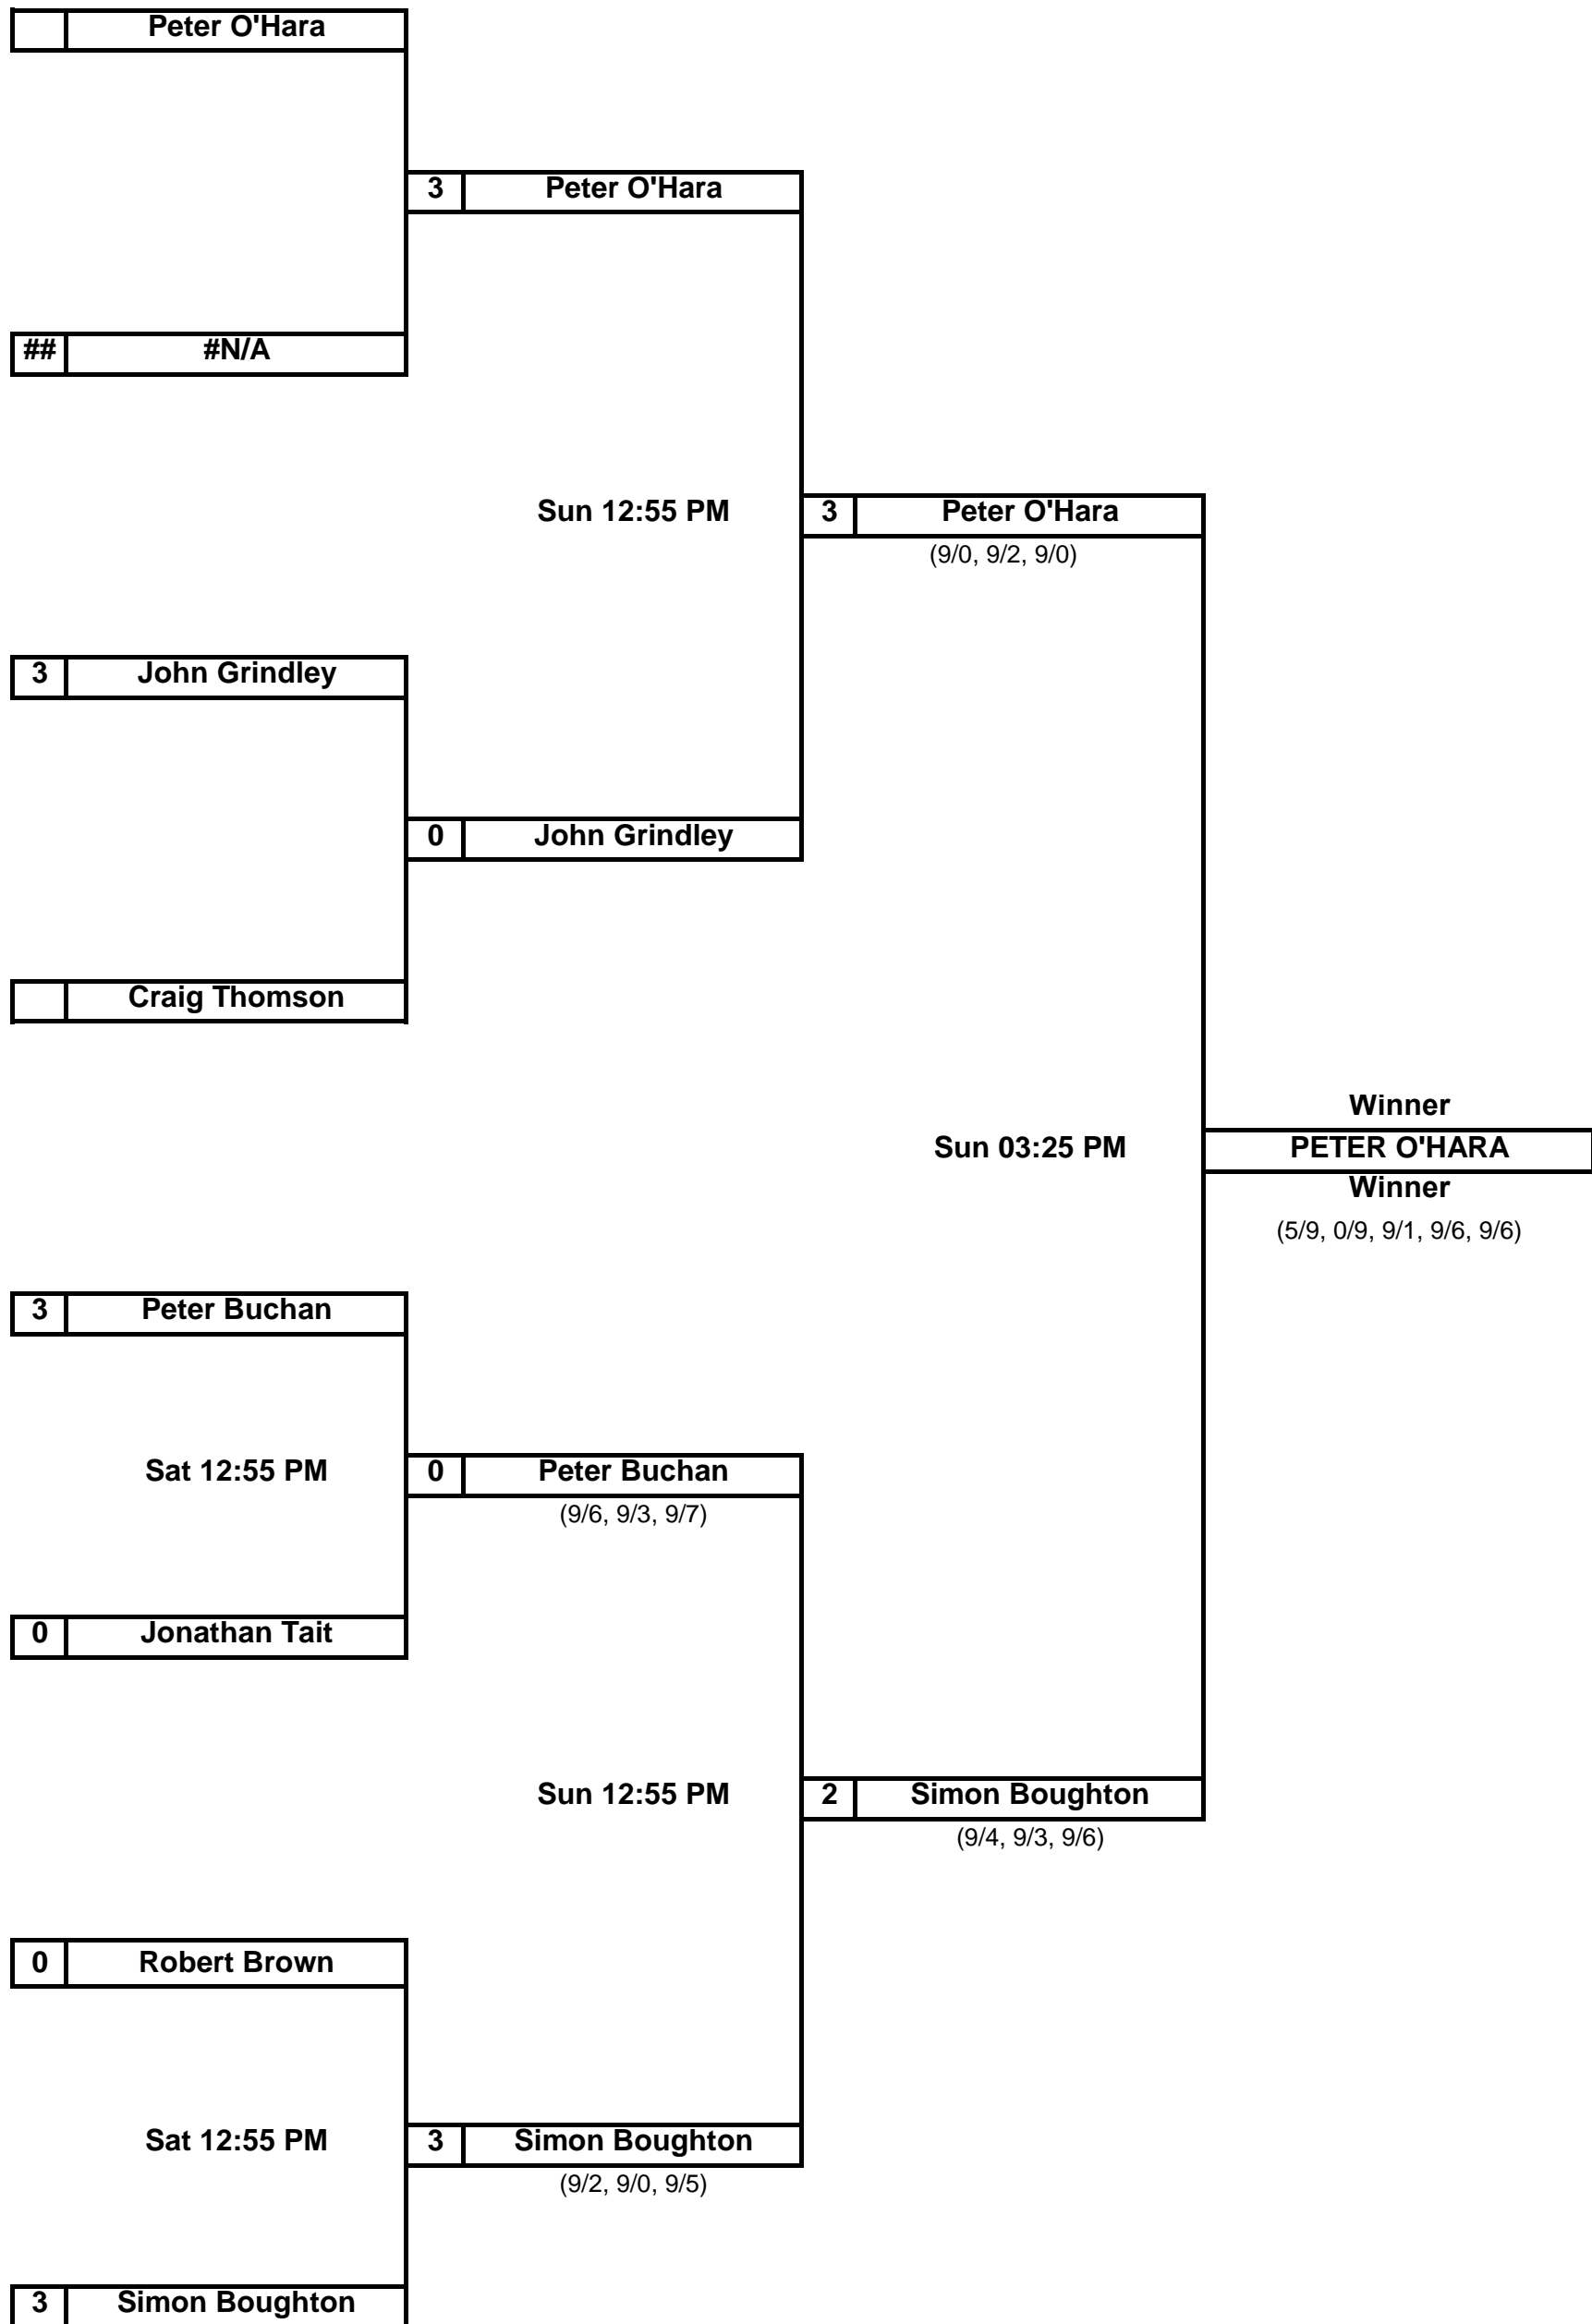 Peter O'Hara
3 Peter O'Hara
## #N/A
Sun 12:55 PM 3 Peter O'Hara
(9/0, 9/2, 9/0)
3 John Grindley
0 John Grindley
Craig Thomson
Winner
Sun 03:25 PM PETER O'HARA
Winner
(5/9, 0/9, 9/1, 9/6, 9/6)
3 Peter Buchan
Sat 12:55 PM 0 Peter Buchan
(9/6, 9/3, 9/7)
0 Jonathan Tait
Sun 12:55 PM 2 Simon Boughton
(9/4, 9/3, 9/6)
0 Robert Brown
Sat 12:55 PM 3 Simon Boughton
(9/2, 9/0, 9/5)
3 Simon Boughton